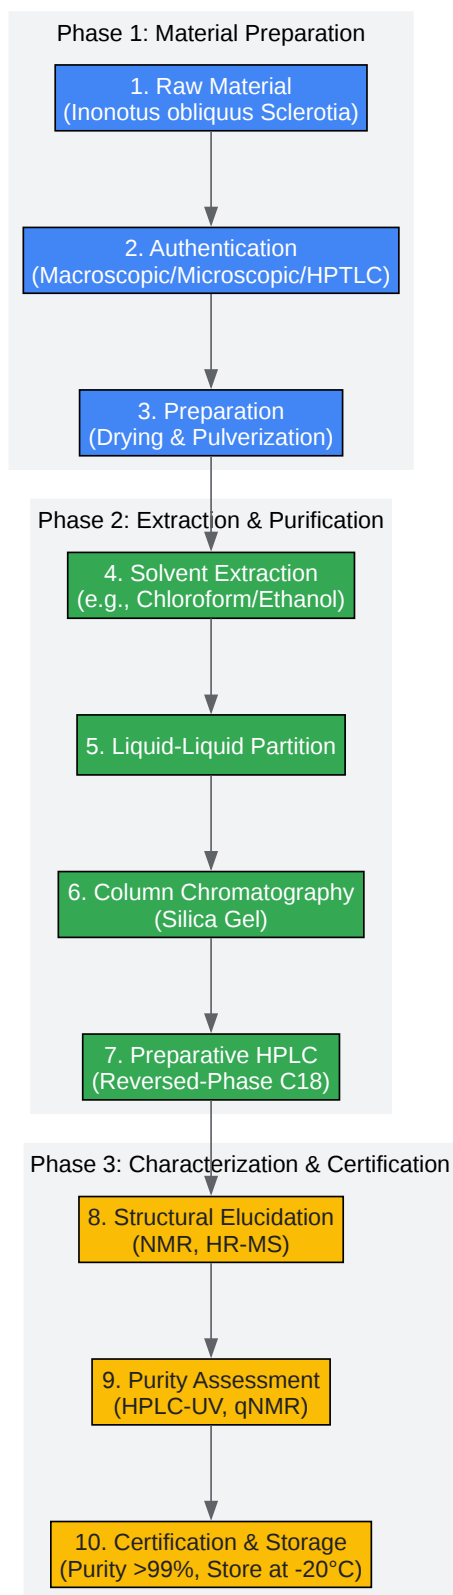 Phase 1: Material Preparation
1. Raw Material
(Inonotus obliquus Sclerotia)
2. Authentication
(Macroscopic/Microscopic/HPTLC)
3. Preparation
(Drying & Pulverization)
Phase 2: Extraction & Purification
4. Solvent Extraction
(e.g., Chloroform/Ethanol)
5. Liquid-Liquid Partition
6. Column Chromatography
(Silica Gel)
7. Preparative HPLC
(Reversed-Phase C18)
Phase 3: Characterization & Certification
8. Structural Elucidation
(NMR, HR-MS)
9. Purity Assessment
(HPLC-UV, qNMR)
10. Certification & Storage
(Purity >99%, Store at -20°C)